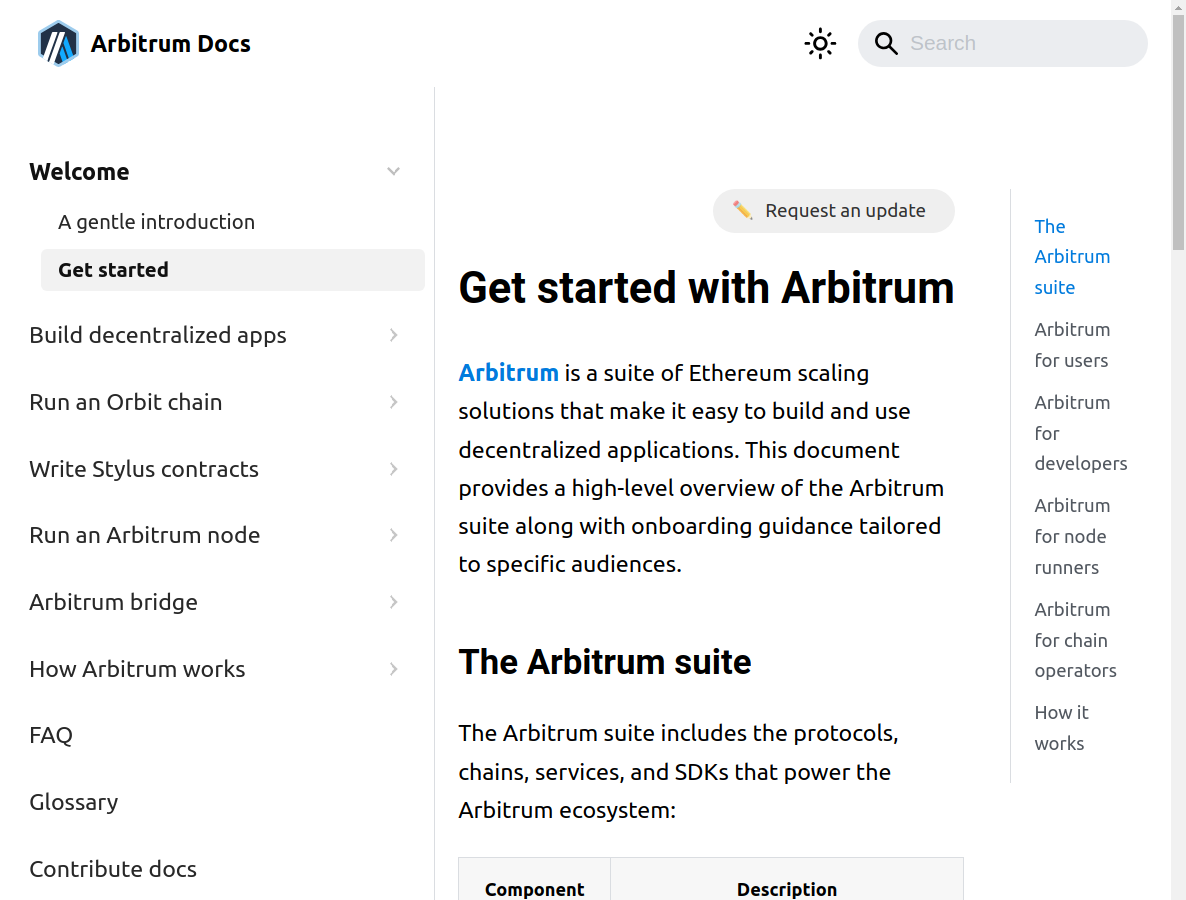 Arbitrum Docs
Search
Welcome
A gentle introduction
Get started
Build decentralized apps
Run an Orbit chain
Write Stylus contracts
Run an Arbitrum node
Arbitrum bridge
How Arbitrum works
FAQ
Glossary
Contribute docs
✏️ Request an update
Get started with Arbitrum
Arbitrum is a suite of Ethereum scaling
solutions that make it easy to build and use
decentralized applications. This document
provides a high-level overview of the Arbitrum
suite along with onboarding guidance tailored
to specific audiences.
The Arbitrum suite
The Arbitrum suite includes the protocols,
chains, services, and SDKs that power the
Arbitrum ecosystem:
Component Description
The
Arbitrum
suite
Arbitrum
for users
Arbitrum
for
developers
Arbitrum
for node
runners
Arbitrum
for chain
operators
How it
works